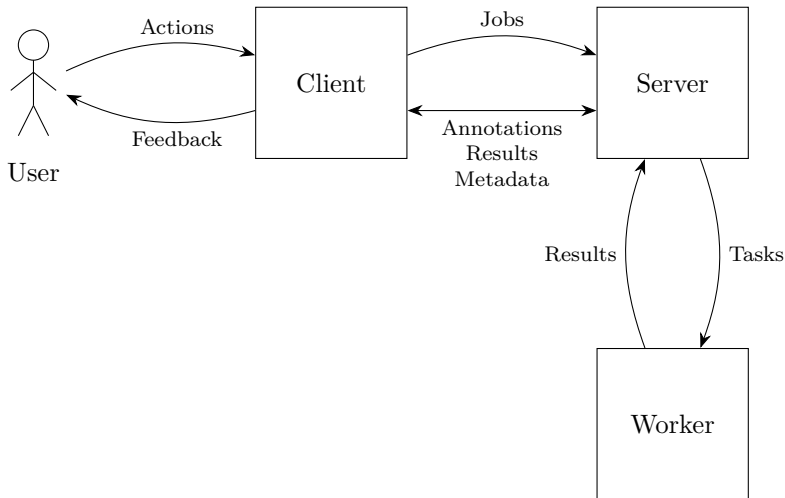 Actions
Jobs
Client
Server
Annotations
Results
Metadata
Feedback
User
Results
Tasks
Worker